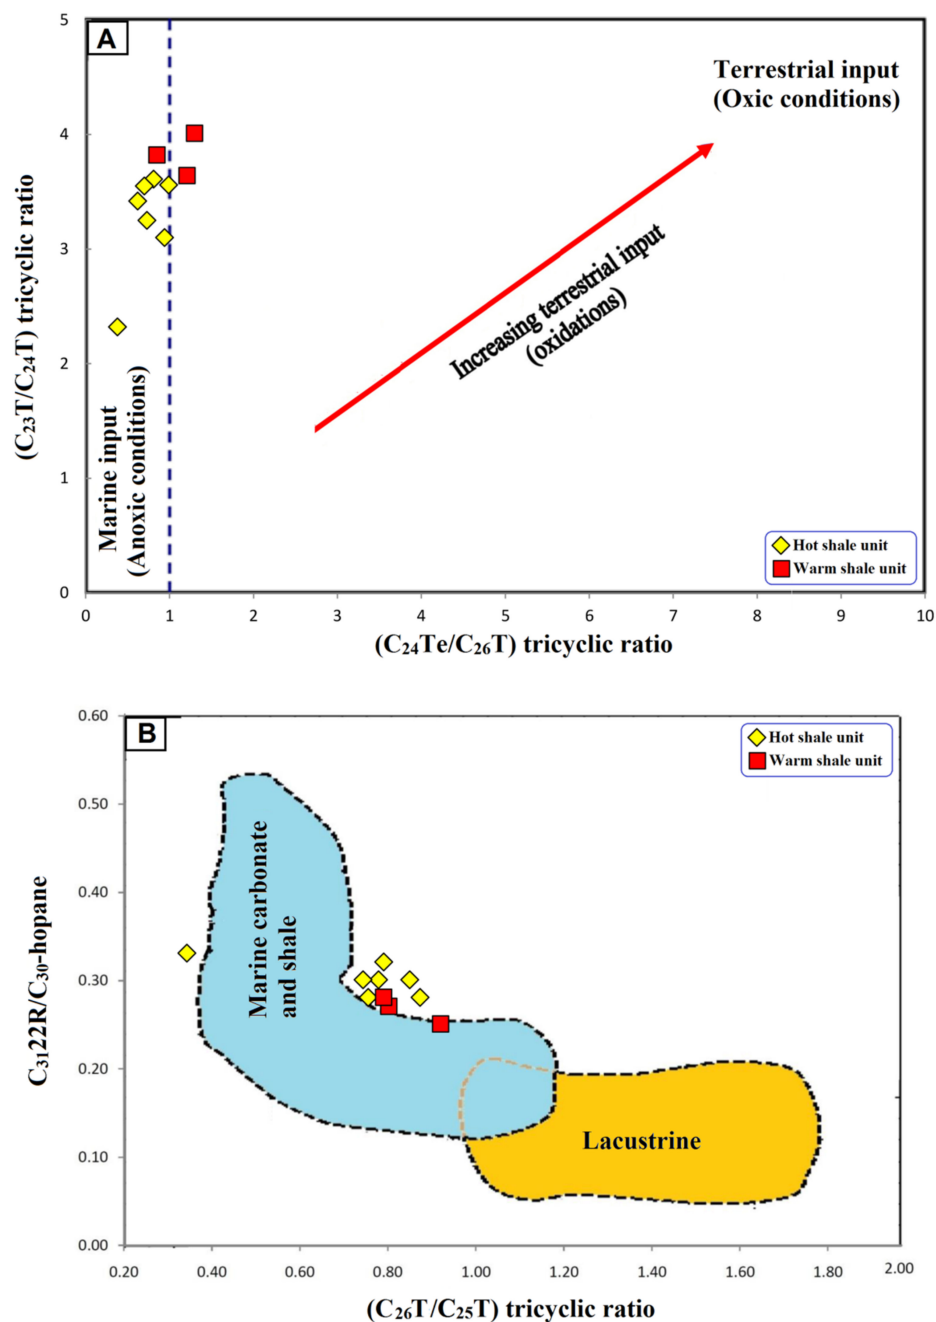 A
5
4
3
2
1
0
0
1
2
3
4
5
6
7
8
9
10
(C₂₃T/C₂₄T) tricyclic ratio
(C₂₄Te/C₂₆T) tricyclic ratio
Marine input
(Anoxic conditions)
Terrestrial input
(Oxic conditions)
Increasing terrestrial input
(oxidations)
Hot shale unit
Warm shale unit
B
0.60
0.50
0.40
0.30
0.20
0.10
0.00
0.20
0.40
0.60
0.80
1.00
1.20
1.40
1.60
1.80
2.00
C₃₁22R/C₃₀-hopane
(C₂₆T/C₂₅T) tricyclic ratio
Marine carbonate
and shale
Lacustrine
Hot shale unit
Warm shale unit